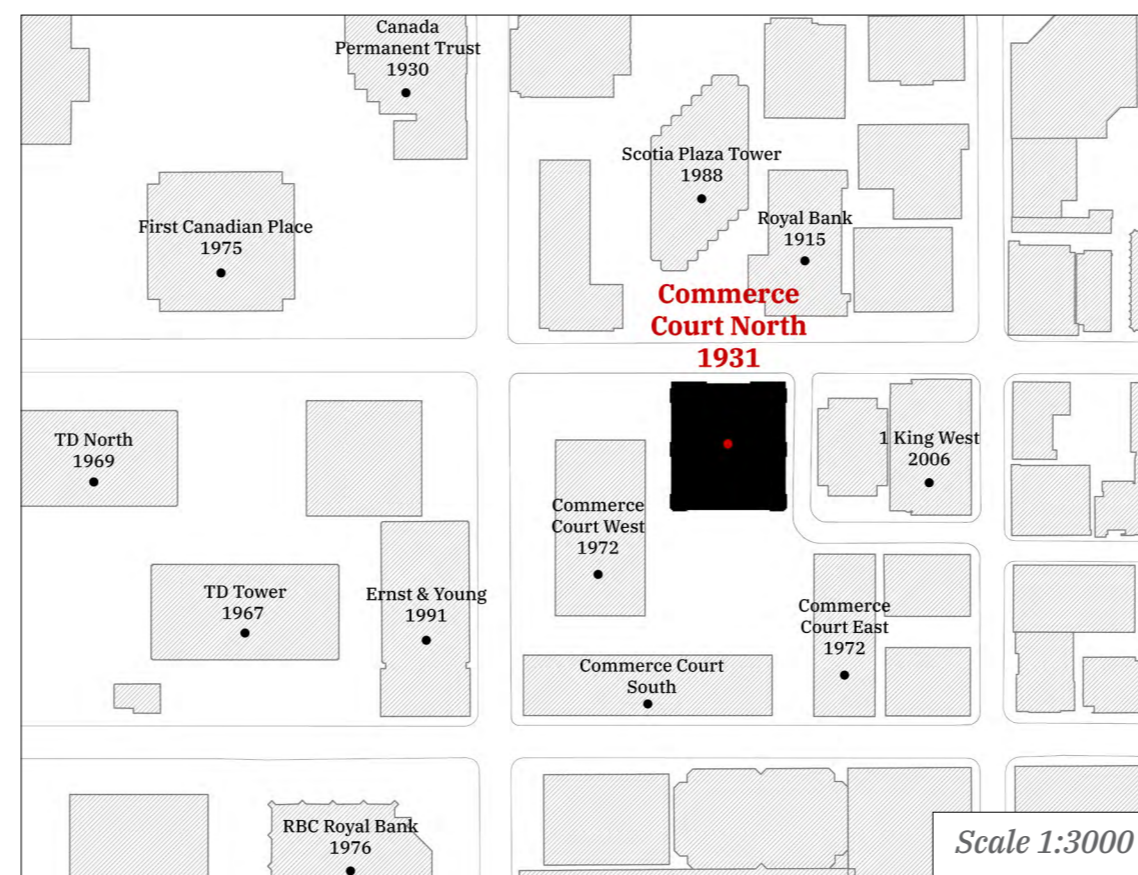 Canada
Permanent Trust
1930
Scotia Plaza Tower
1988
Royal Bank
1915
First Canadian Place
1975
Commerce
Court North
1931
TD North
1969
1 King West
2006
Commerce
Court West
1972
TD Tower
1967
Ernst & Young
1991
Commerce
Court East
1972
Commerce Court
South
RBC Royal Bank
1976
Scale 1:3000